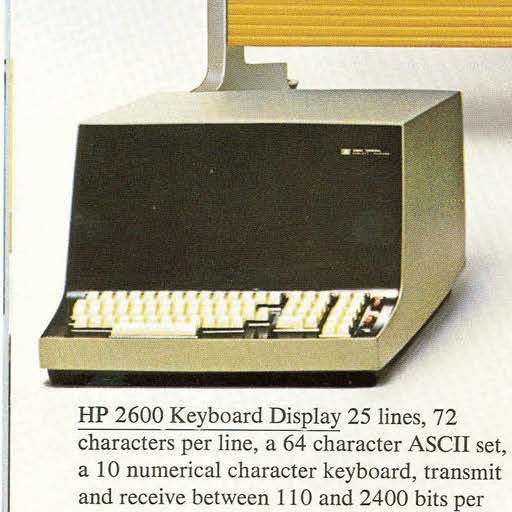 HP 2600 Keyboard Display 25 lines, 72
characters per line, a 64 character ASCII set,
a 10 numerical character keyboard, transmit
and receive between 110 and 2400 bits per